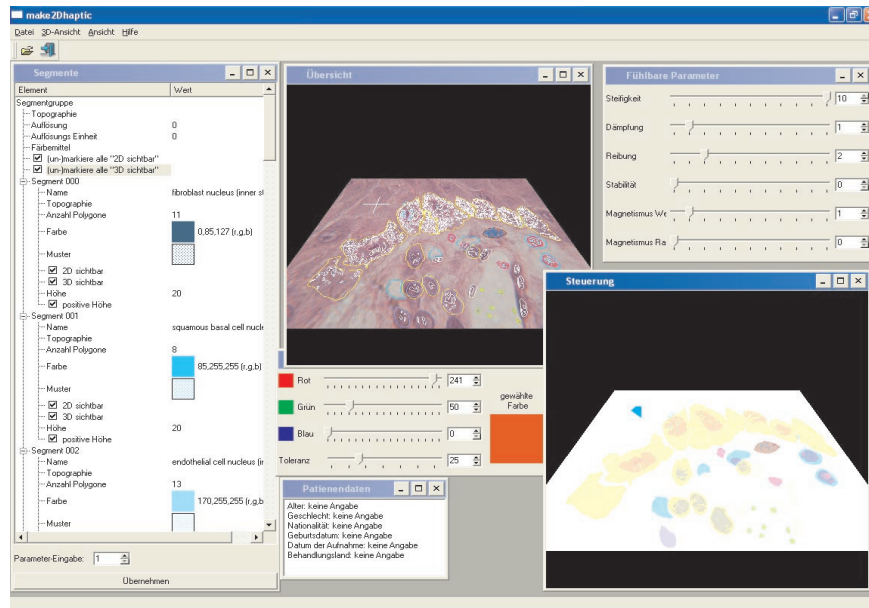 make2Dhaptic
Datei 3D-Ansicht Ansicht Hilfe
Segmente
Element Wert
Segmentgruppe
Topographie
Auflösung 0
Auflösungs Einheit 0
Färbemittel
(un-)markiere alle "2D sichtbar"
(un-)markiere alle "3D sichtbar"
Segment 000
Name fibroblast nucleus (inner st
Topographie
Anzahl Polygone 11
Farbe 0,85,127 (r,g,b)
Muster
2D sichtbar
3D sichtbar
Höhe 20
positive Höhe
Segment 001
Name squamous basal cell nucle
Topographie
Anzahl Polygone 8
Farbe 85,255,255 (r,g,b)
Muster
2D sichtbar
3D sichtbar
Höhe 20
positive Höhe
Segment 002
Name endothelial cell nucleus (ir
Topographie
Anzahl Polygone 13
Farbe 170,255,255 (r,g,b
Muster
Parameter-Eingabe: 1
Übernehmen
Übersicht
Rot 241
Grün 50
Blau 0
Toleranz 25
gewählte
Farbe
Patienendaten
Alter: keine Angabe
Geschlecht: keine Angabe
Nationalität: keine Angabe
Geburtsdatum: keine Angabe
Datum der Aufnahme: keine Angabe
Behandlungsland: keine Angabe
Fühlbare Parameter
Steifigkeit 10
Dämpfung 1
Reibung 2
Stabilität 0
Magnetismus We 1
Magnetismus Ra 0
Steuerung